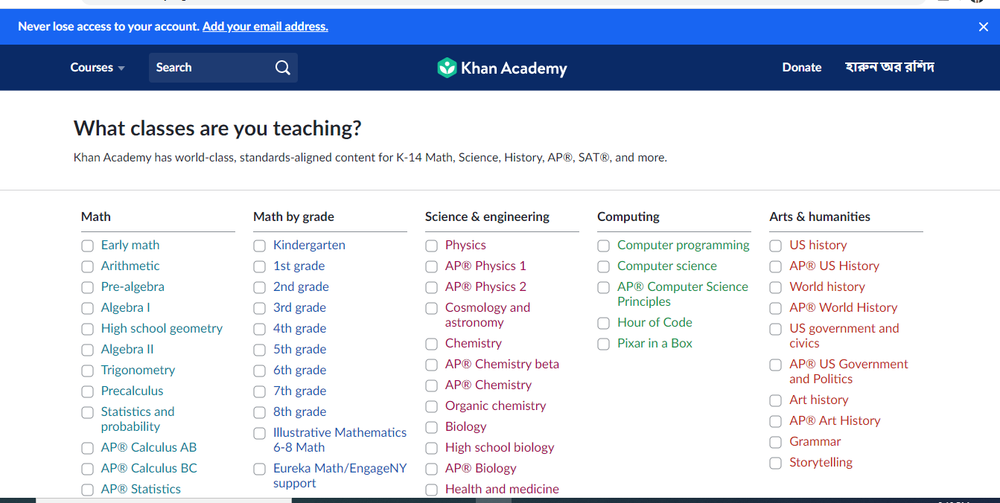 Never lose access to your account. Add your email address.
Courses
Search
Khan Academy
Donate
হারুন অর রশিদ
What classes are you teaching?
Khan Academy has world-class, standards-aligned content for K-14 Math, Science, History, AP®, SAT®, and more.
Math
Early math
Arithmetic
Pre-algebra
Algebra I
High school geometry
Algebra II
Trigonometry
Precalculus
Statistics and
probability
AP® Calculus AB
AP® Calculus BC
AP® Statistics
Math by grade
Kindergarten
1st grade
2nd grade
3rd grade
4th grade
5th grade
6th grade
7th grade
8th grade
Illustrative Mathematics
6-8 Math
Eureka Math/EngageNY
support
Science & engineering
Physics
AP® Physics 1
AP® Physics 2
Cosmology and
astronomy
Chemistry
AP® Chemistry beta
AP® Chemistry
Organic chemistry
Biology
High school biology
AP® Biology
Health and medicine
Computing
Computer programming
Computer science
AP® Computer Science
Principles
Hour of Code
Pixar in a Box
Arts & humanities
US history
AP® US History
World history
AP® World History
US government and
civics
AP® US Government
and Politics
Art history
AP® Art History
Grammar
Storytelling